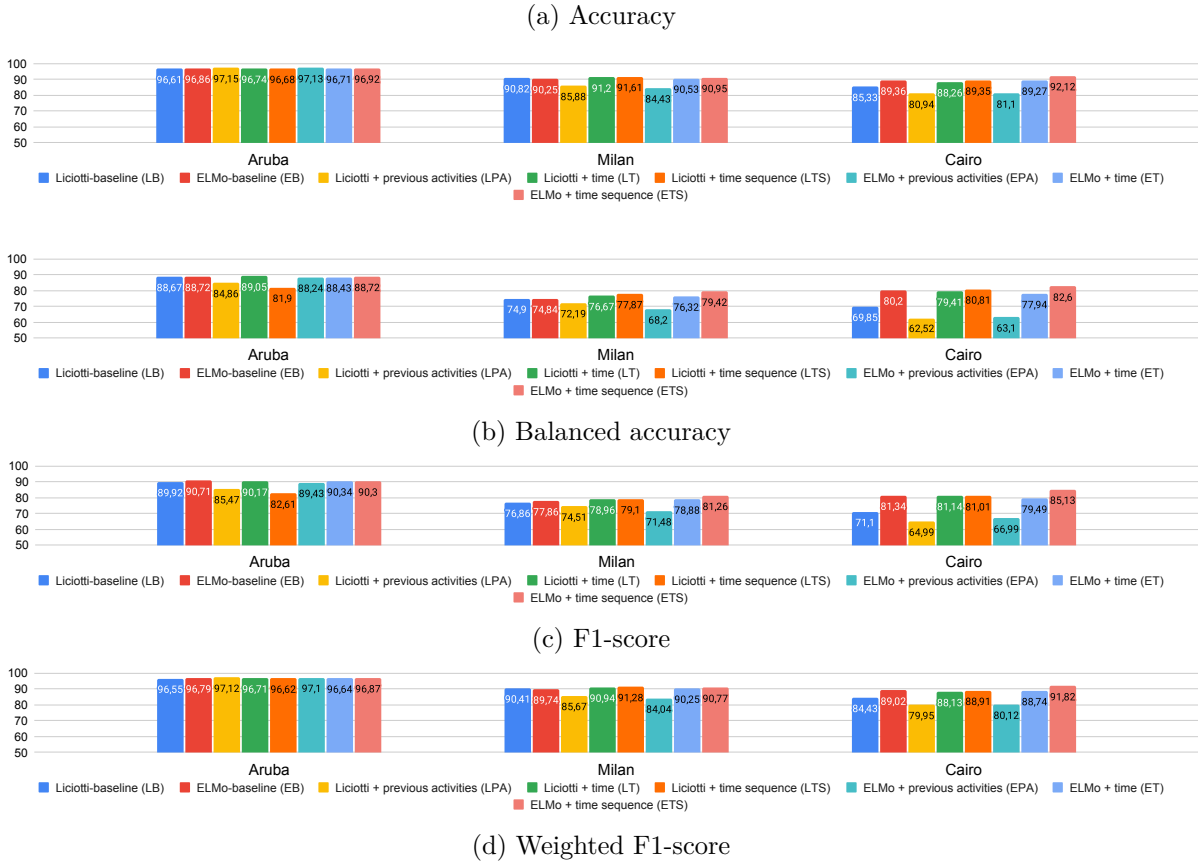 (a) Accuracy
100
90
80
70
60
50
96,61 96,86 97,15 96,74 96,68 97,13 96,71 96,92
90,82 90,25 85,88 91,2 91,61 84,43 90,53 90,95
85,33 89,36 80,94 88,26 89,35 81,1 89,27 92,12
Aruba Milan Cairo
Liciotti-baseline (LB) ELMo-baseline (EB) Liciotti + previous activities (LPA) Liciotti + time (LT) Liciotti + time sequence (LTS) ELMo + previous activities (EPA) ELMo + time (ET)
ELMo + time sequence (ETS)
100
90
80
70
60
50
88,67 88,72 84,86 89,05 81,9 88,24 88,43 88,72
74,9 74,84 72,19 76,67 77,87 68,2 76,32 79,42
69,85 80,2 62,52 79,41 80,81 63,1 77,94 82,6
Aruba Milan Cairo
Liciotti-baseline (LB) ELMo-baseline (EB) Liciotti + previous activities (LPA) Liciotti + time (LT) Liciotti + time sequence (LTS) ELMo + previous activities (EPA) ELMo + time (ET)
ELMo + time sequence (ETS)
(b) Balanced accuracy
100
90
80
70
60
50
89,92 90,71 85,47 90,17 82,61 89,43 90,34 90,3
76,86 77,86 74,51 78,96 79,1 71,48 78,88 81,26
71,1 81,34 64,99 81,14 81,01 66,99 79,49 85,13
Aruba Milan Cairo
Liciotti-baseline (LB) ELMo-baseline (EB) Liciotti + previous activities (LPA) Liciotti + time (LT) Liciotti + time sequence (LTS) ELMo + previous activities (EPA) ELMo + time (ET)
ELMo + time sequence (ETS)
(c) F1-score
100
90
80
70
60
50
96,55 96,79 97,12 96,71 96,62 97,1 96,64 96,87
90,41 89,74 85,67 90,94 91,28 84,04 90,25 90,77
84,43 89,02 79,95 88,13 88,91 80,12 88,74 91,82
Aruba Milan Cairo
Liciotti-baseline (LB) ELMo-baseline (EB) Liciotti + previous activities (LPA) Liciotti + time (LT) Liciotti + time sequence (LTS) ELMo + previous activities (EPA) ELMo + time (ET)
ELMo + time sequence (ETS)
(d) Weighted F1-score